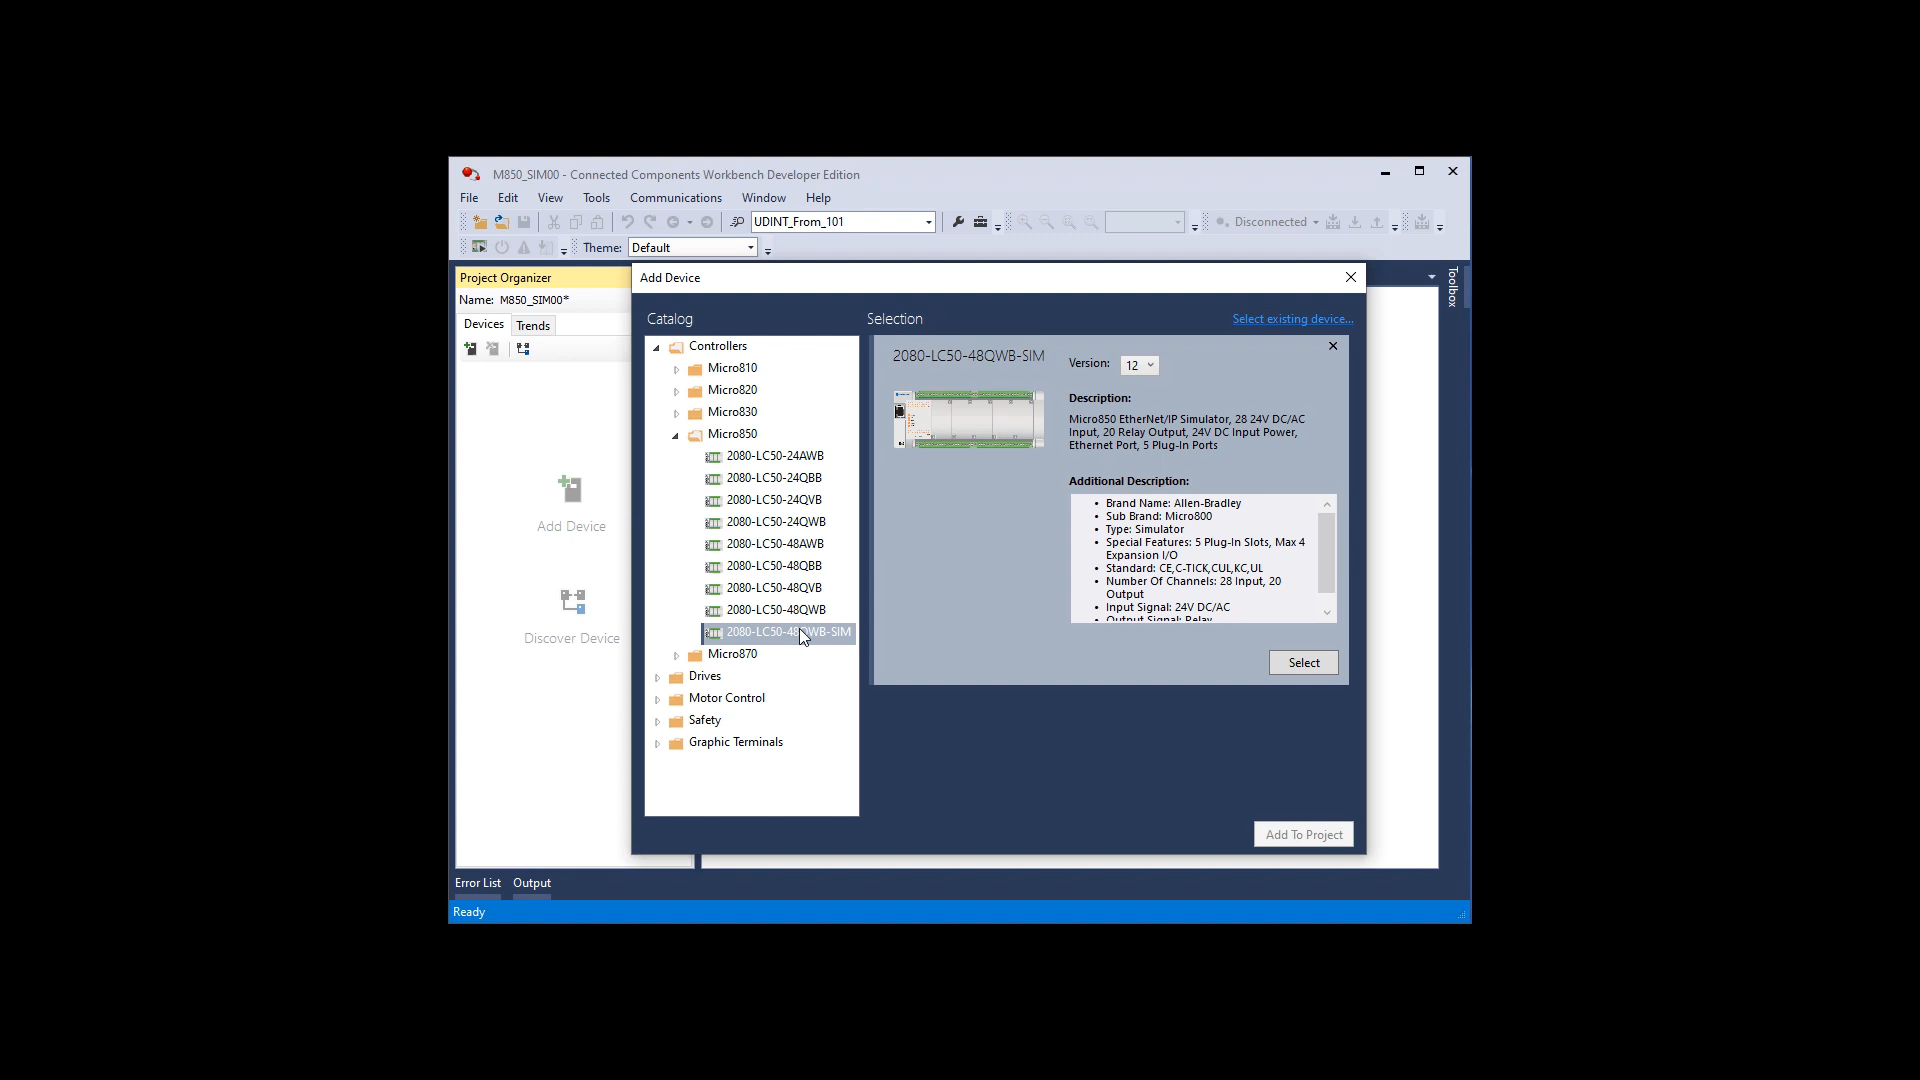 M850_SIM00 - Connected Components Workbench Developer Edition
File Edit View Tools Communications Window Help
UDINT_From_101
Disconnected
Theme: Default
Project Organizer
Name: M850_SIM00*
Devices Trends
Add Device
Discover Device
Toolbox
Add Device
Catalog
Controllers
Micro810
Micro820
Micro830
Micro850
2080-LC50-24AWB
2080-LC50-24QBB
2080-LC50-24QVB
2080-LC50-24QWB
2080-LC50-48AWB
2080-LC50-48QBB
2080-LC50-48QVB
2080-LC50-48QWB
2080-LC50-48QWB-SIM
Micro870
Drives
Motor Control
Safety
Graphic Terminals
Selection
Select existing device...
2080-LC50-48QWB-SIM
Version: 12
Description:
Micro850 EtherNet/IP Simulator, 28 24V DC/AC
Input, 20 Relay Output, 24V DC Input Power,
Ethernet Port, 5 Plug-In Ports
Additional Description:
• Brand Name: Allen-Bradley
• Sub Brand: Micro800
• Type: Simulator
• Special Features: 5 Plug-In Slots, Max 4
Expansion I/O
• Standard: CE,C-TICK,CUL,KC,UL
• Number Of Channels: 28 Input, 20
Output
• Input Signal: 24V DC/AC
• Output Signal: Relay
Select
Add To Project
Error List Output
Ready